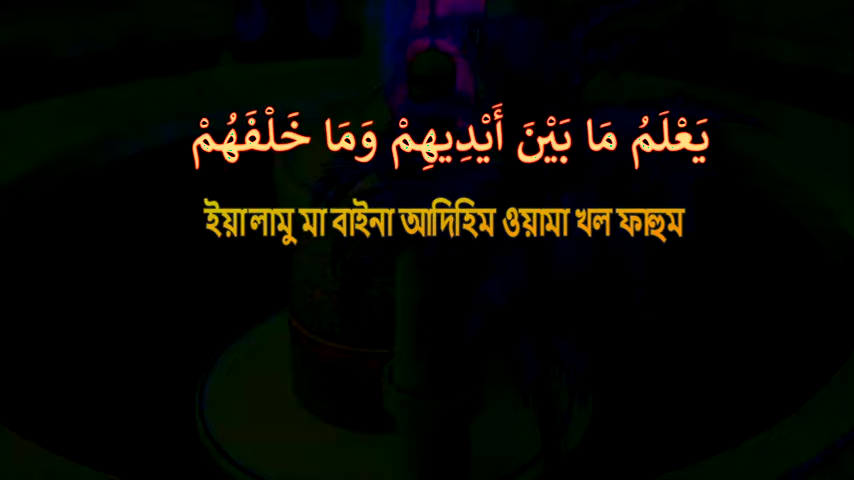 يَعْلَمُ مَا بَيْنَ أَيْدِيهِمْ وَمَا خَلْفَهُمْ
ইয়া লামু মা বাইনা আদিহিম ওয়ামা খল ফাহুম